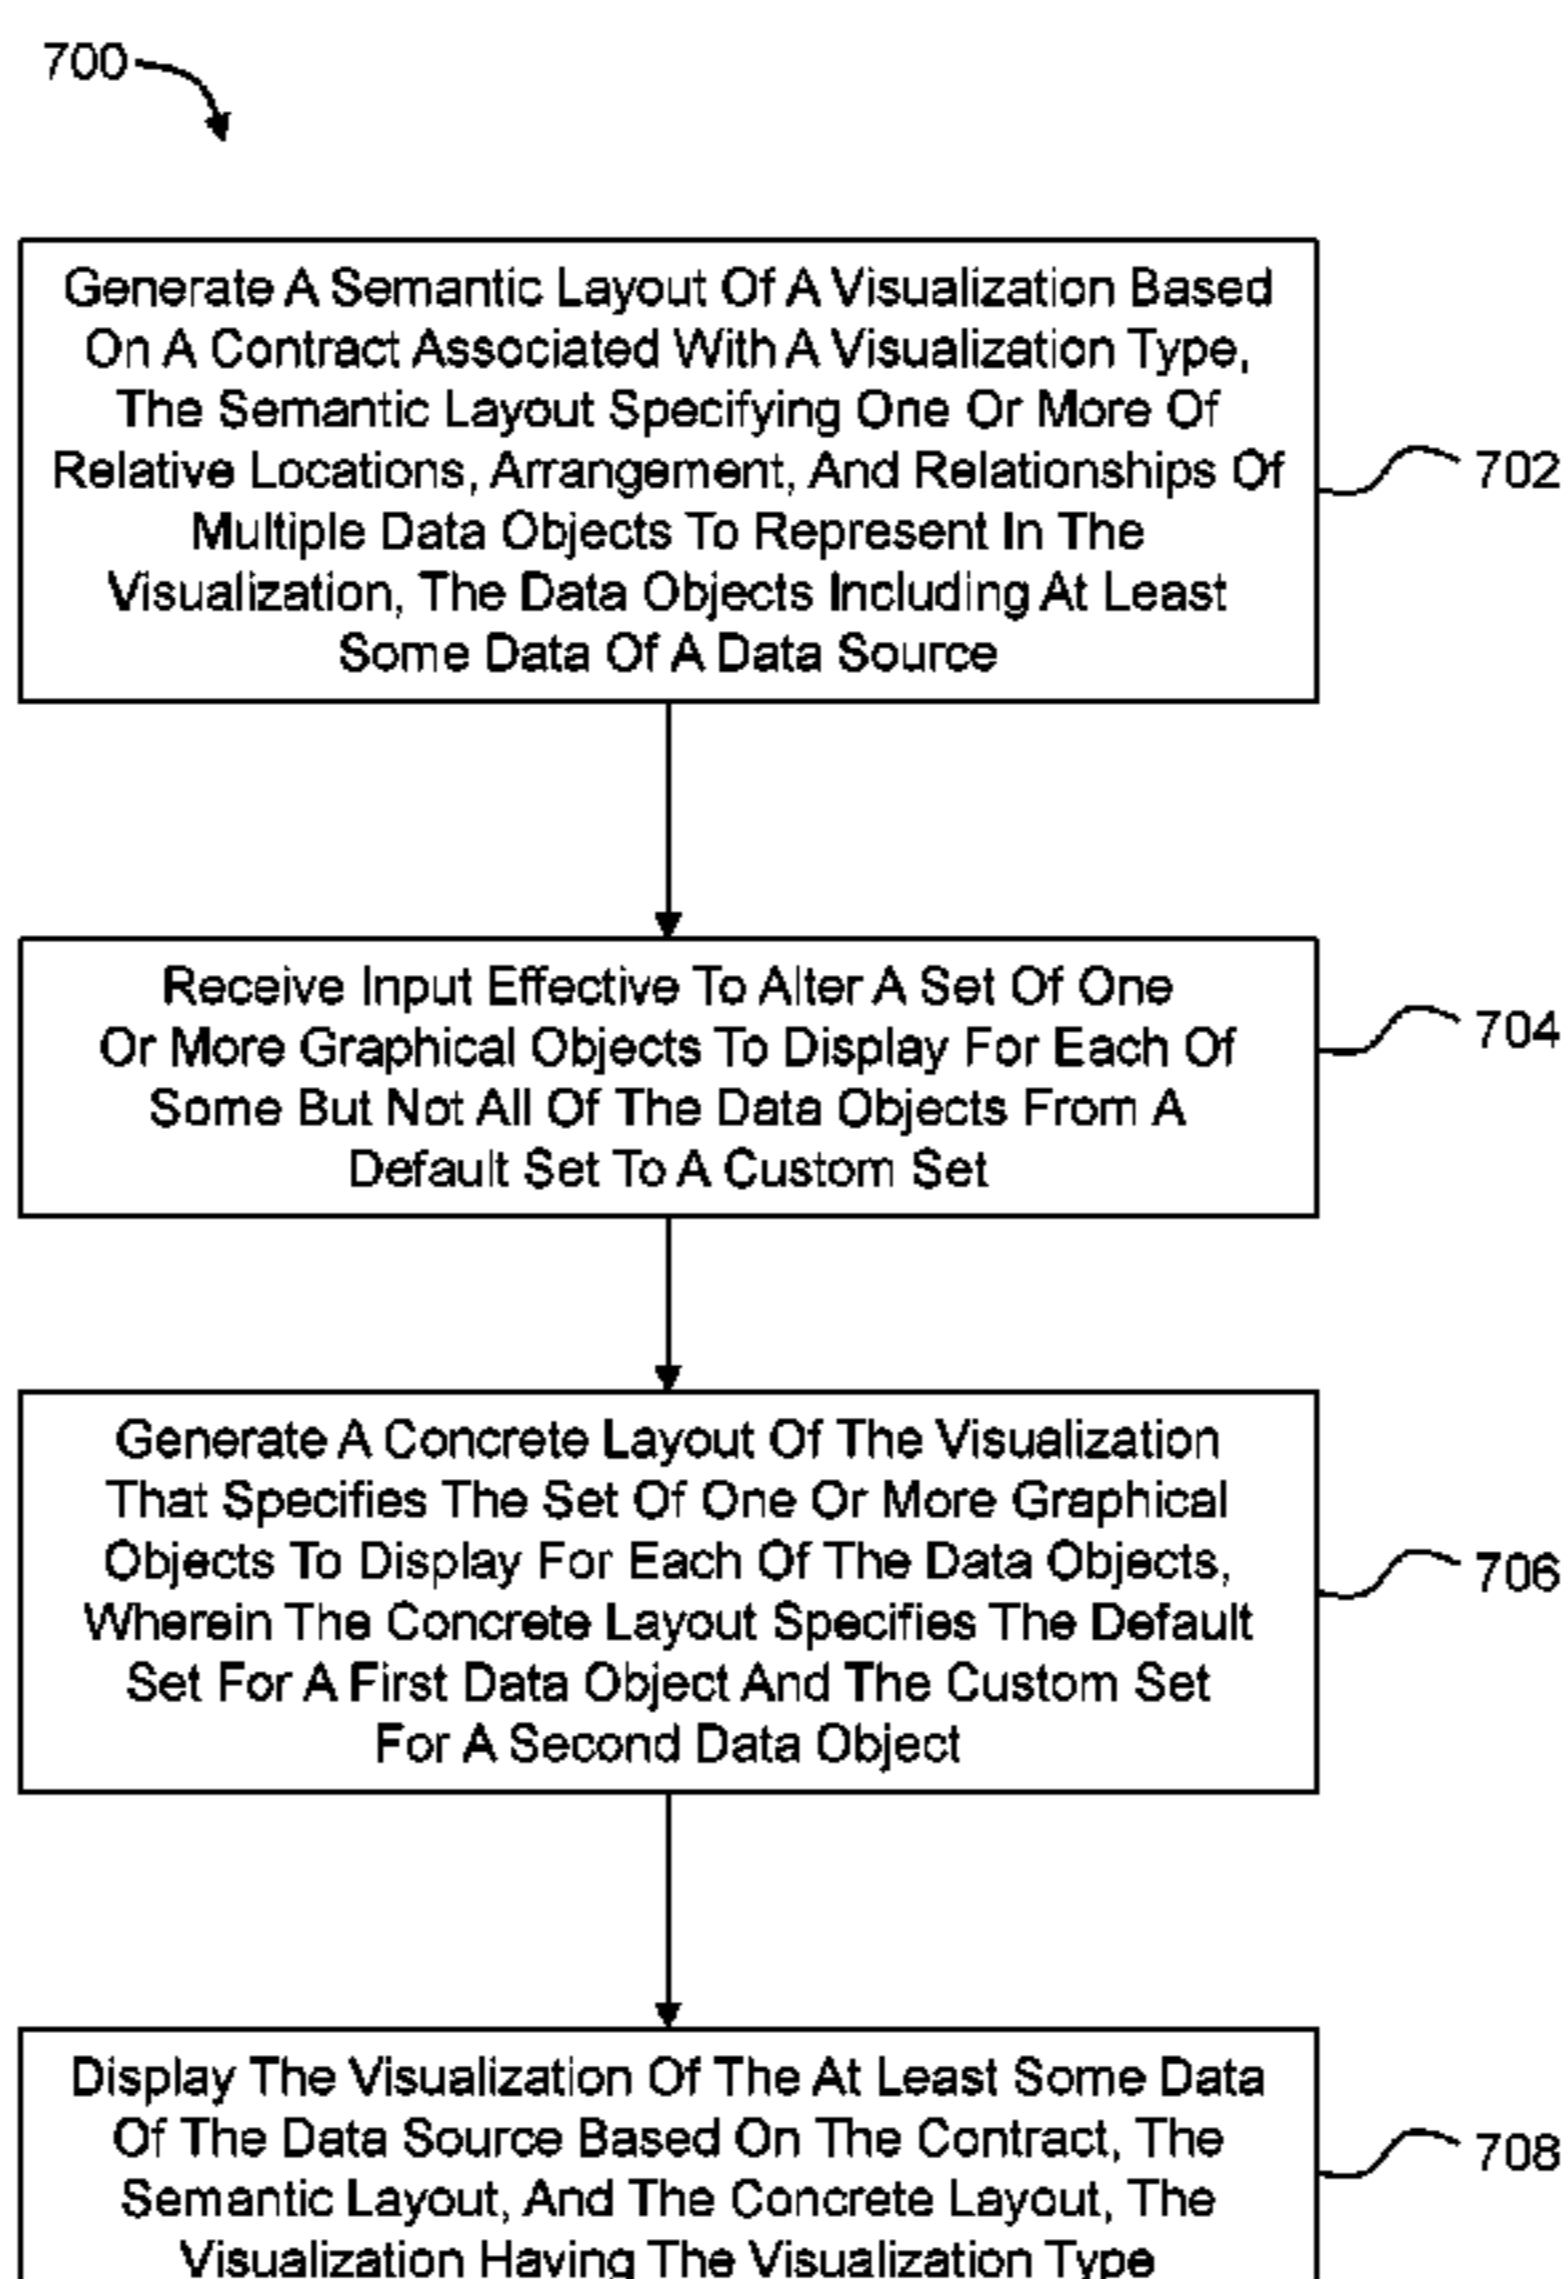 700
Generate A Semantic Layout Of A Visualization Based
On A Contract Associated With A Visualization Type,
The Semantic Layout Specifying One Or More Of
Relative Locations, Arrangement, And Relationships Of
Multiple Data Objects To Represent In The
Visualization, The Data Objects Including At Least
Some Data Of A Data Source
702
Receive Input Effective To Alter A Set Of One
Or More Graphical Objects To Display For Each Of
Some But Not All Of The Data Objects From A
Default Set To A Custom Set
704
Generate A Concrete Layout Of The Visualization
That Specifies The Set Of One Or More Graphical
Objects To Display For Each Of The Data Objects,
Wherein The Concrete Layout Specifies The Default
Set For A First Data Object And The Custom Set
For A Second Data Object
706
Display The Visualization Of The At Least Some Data
Of The Data Source Based On The Contract, The
Semantic Layout, And The Concrete Layout, The
Visualization Having The Visualization Type
708